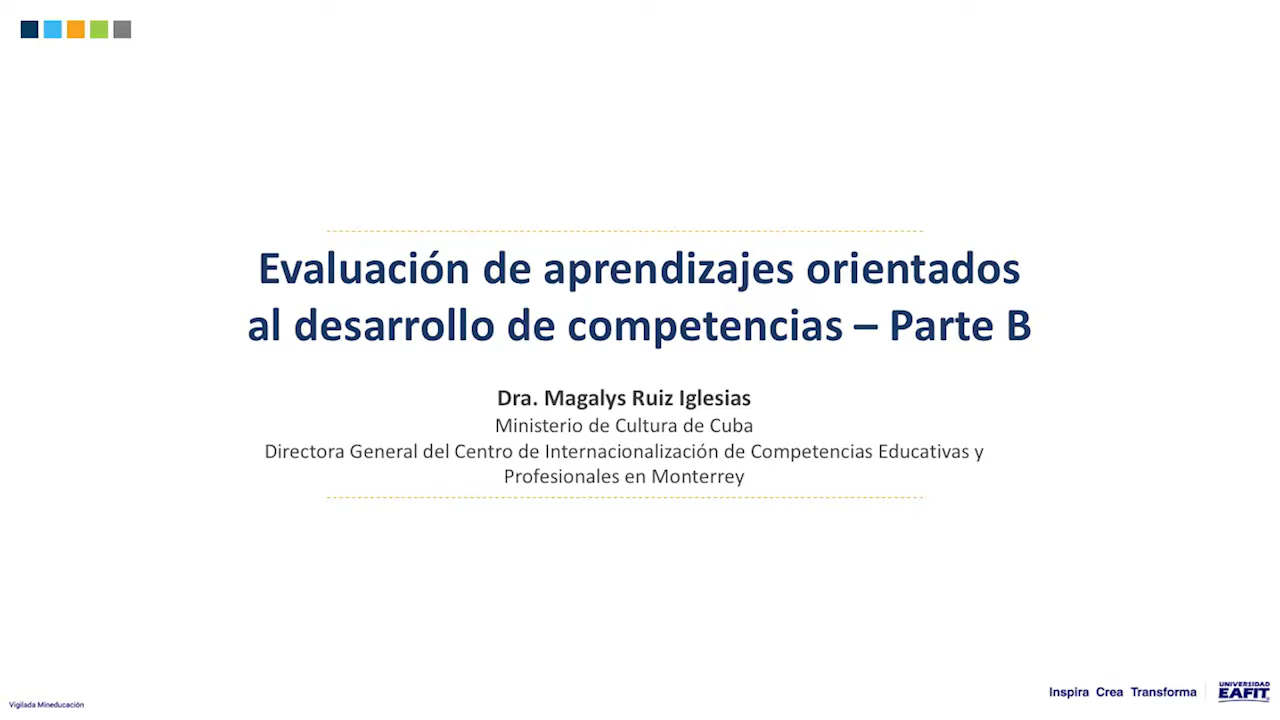 Evaluación de aprendizajes orientados
al desarrollo de competencias – Parte B
Dra. Magalys Ruiz Iglesias
Ministerio de Cultura de Cuba
Directora General del Centro de Internacionalización de Competencias Educativas y
Profesionales en Monterrey
Vigilada Mineducación
Inspira Crea Transforma
UNIVERSIDAD
EAFIT